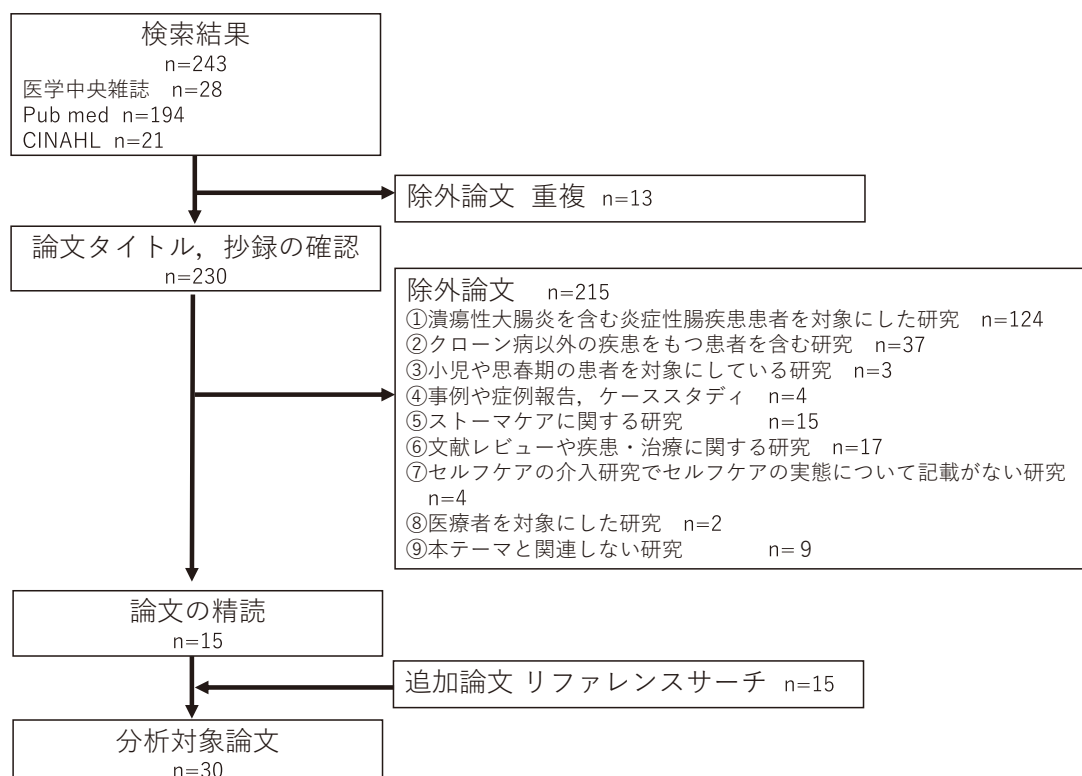 検索結果
n=243
医学中央雑誌　n=28
Pub med  n=194
CINAHL  n=21
除外論文 重複  n=13
論文タイトル，抄録の確認
n=230
除外論文　n=215
①潰瘍性大腸炎を含む炎症性腸疾患患者を対象にした研究　n=124
②クローン病以外の疾患をもつ患者を含む研究　n=37
③小児や思春期の患者を対象にしている研究　n=3
④事例や症例報告，ケーススタディ　n=4
⑤ストーマケアに関する研究　　　　n=15
⑥文献レビューや疾患・治療に関する研究　n=17
⑦セルフケアの介入研究でセルフケアの実態について記載がない研究
n=4
⑧医療者を対象にした研究　n=2
⑨本テーマと関連しない研究　　　　n= 9
論文の精読
n=15
追加論文 リファレンスサーチ  n=15
分析対象論文
n=30